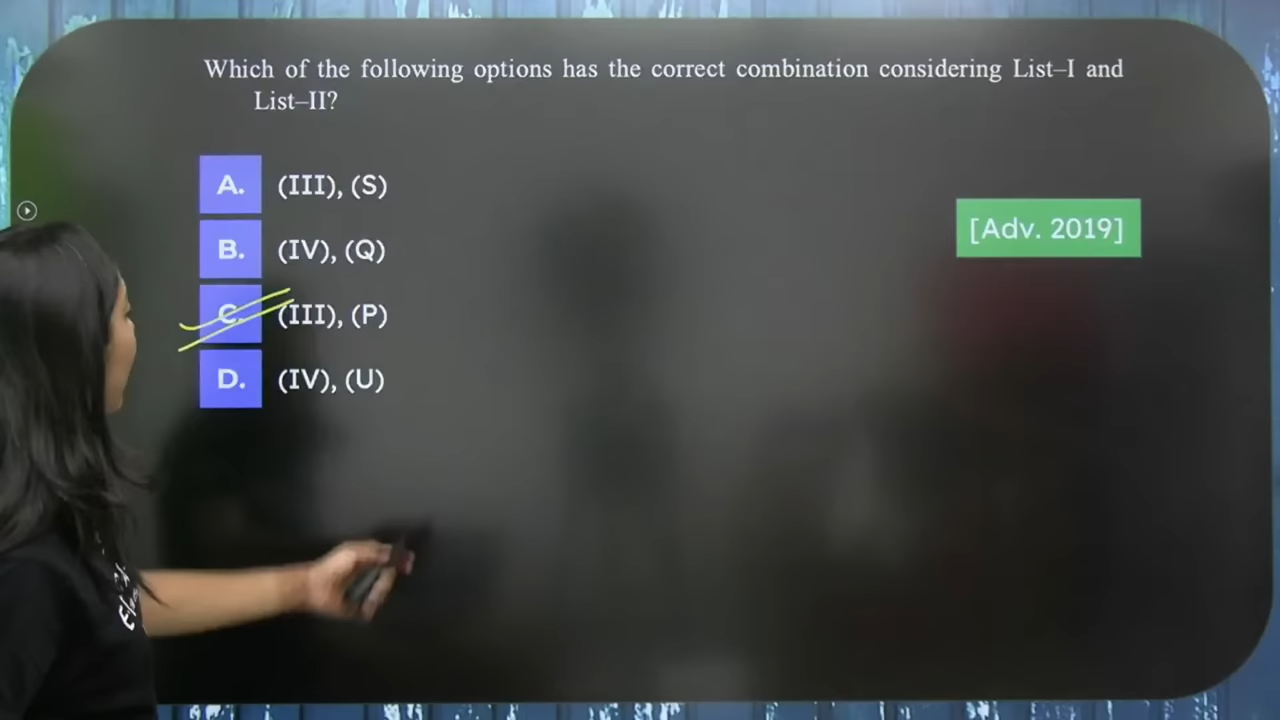 Which of the following options has the correct combination considering List–I and
List–II?
A. (III), (S)
[Adv. 2019]
B. (IV), (Q)
C. (III), (P)
D. (IV), (U)